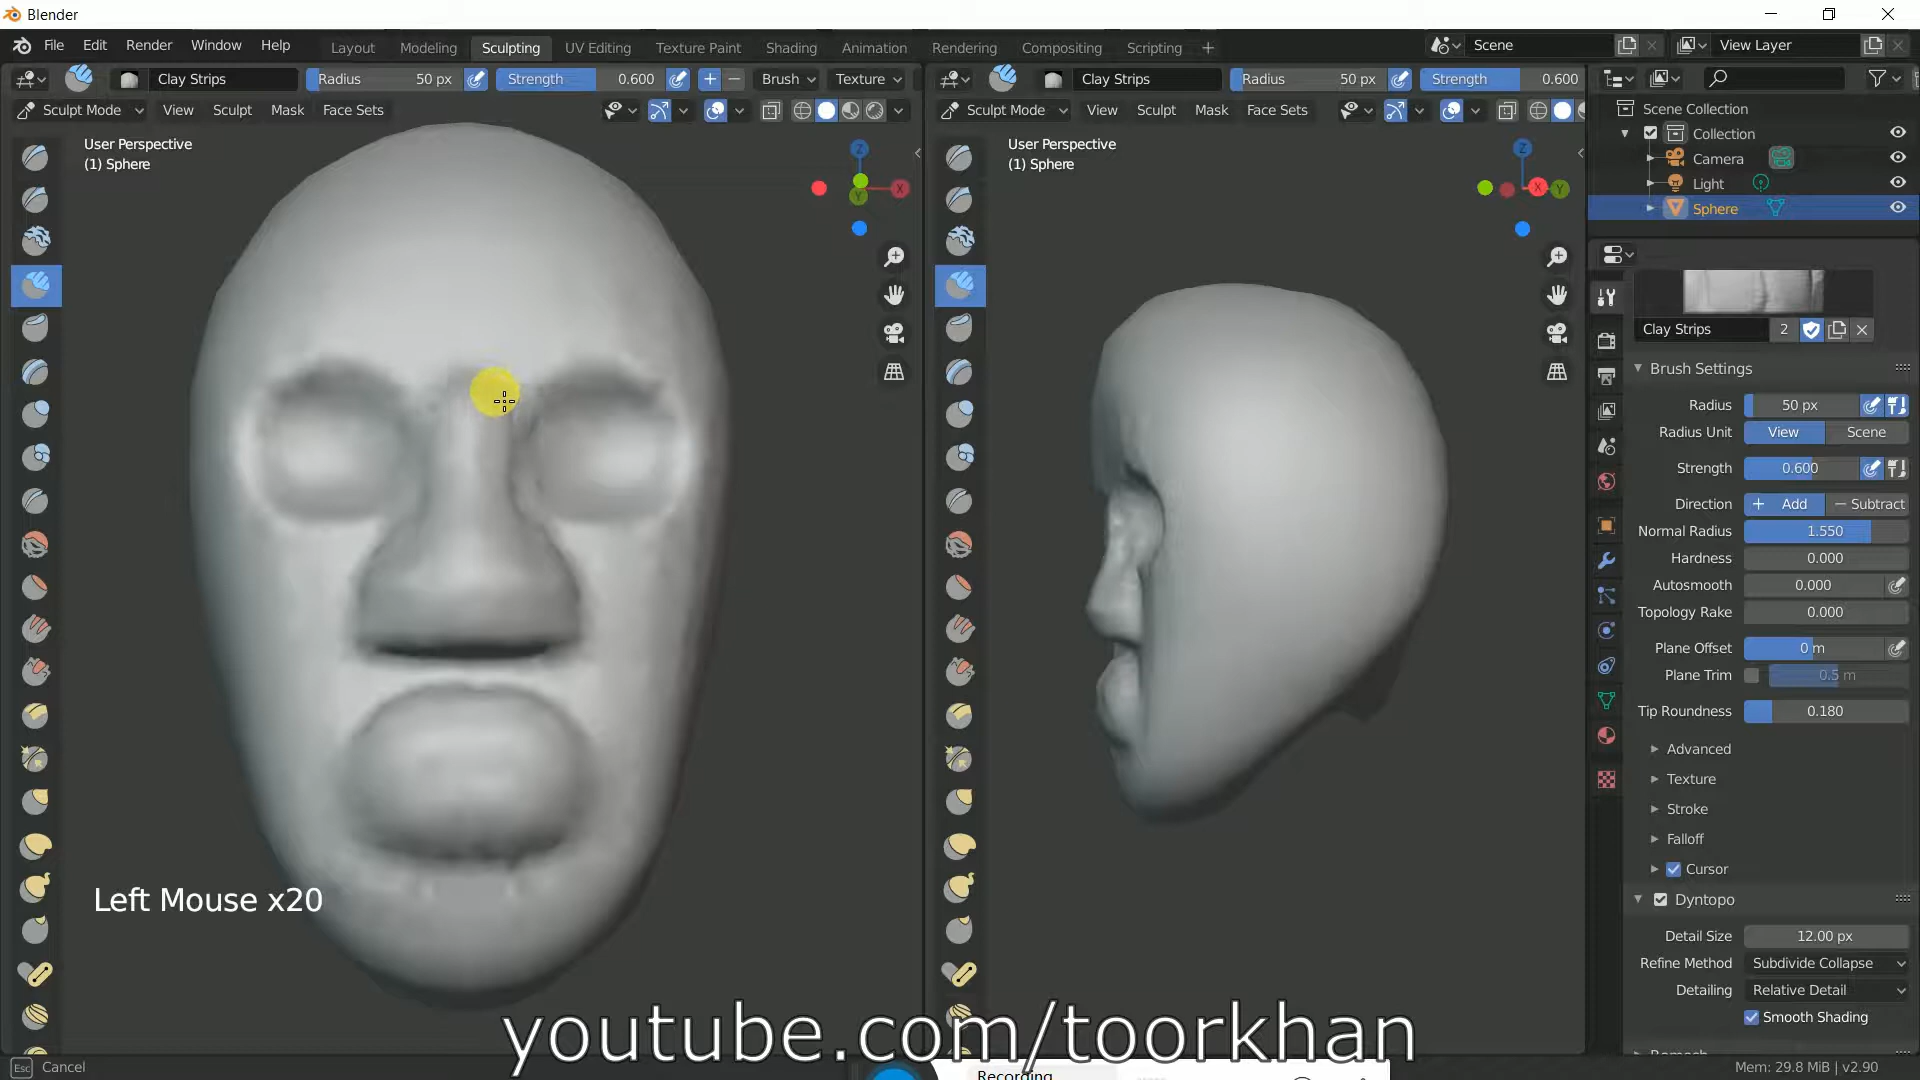 Blender
File Edit Render Window Help
Layout Modeling Sculpting UV Editing Texture Paint Shading Animation Rendering Compositing Scripting
Scene
View Layer
Clay Strips Radius 50 px Strength 0.600 Brush Texture
Clay Strips Radius 50 px Strength 0.600
Sculpt Mode View Sculpt Mask Face Sets
Sculpt Mode View Sculpt Mask Face Sets
User Perspective
(1) Sphere
Z
X
Y
User Perspective
(1) Sphere
Z
X
Y
Scene Collection
Collection
Camera
Light
Sphere
Clay Strips 2
Brush Settings
Radius 50 px
Radius Unit View Scene
Strength 0.600
Direction Add Subtract
Normal Radius 1.550
Hardness 0.000
Autosmooth 0.000
Topology Rake 0.000
Plane Offset 0 m
Plane Trim 0.5 m
Tip Roundness 0.180
Advanced
Texture
Stroke
Falloff
Cursor
Dyntopo
Detail Size 12.00 px
Refine Method Subdivide Collapse
Detailing Relative Detail
Smooth Shading
Left Mouse x20
youtube.com/toorkhan
Esc Cancel
Recording
Mem: 29.8 MiB | v2.90